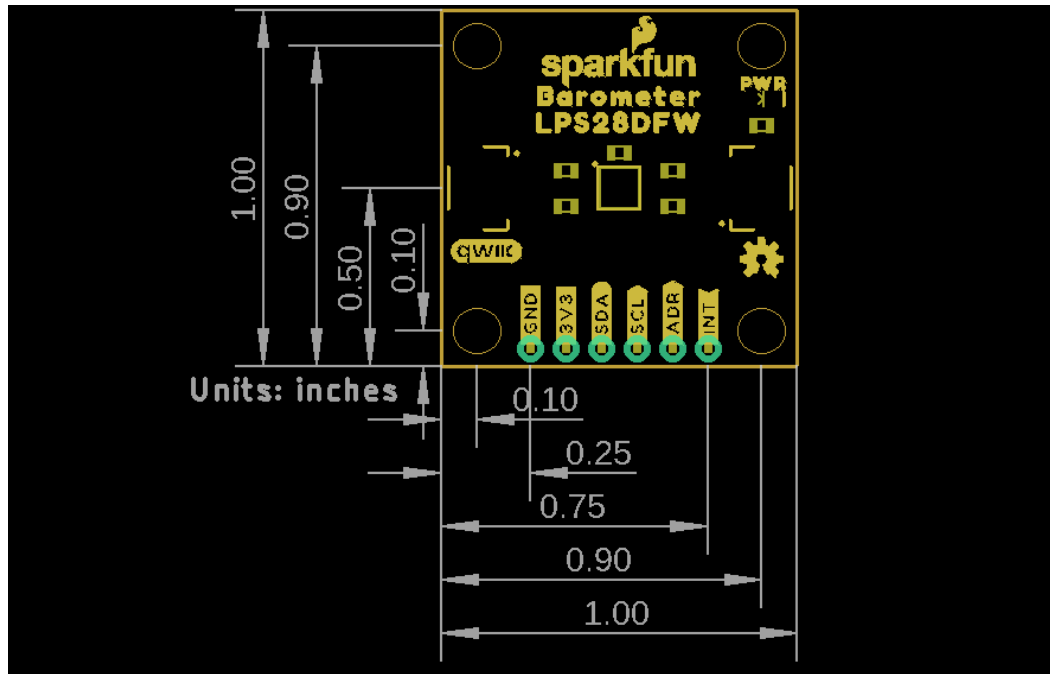 sparkfun
PWR
Barometer
LPS28DFW
1.00
0.90
0.50
0.10
qwiic
GND
3V3
SDA
SCL
ADR
INT
Units: inches
0.10
0.25
0.75
0.90
1.00